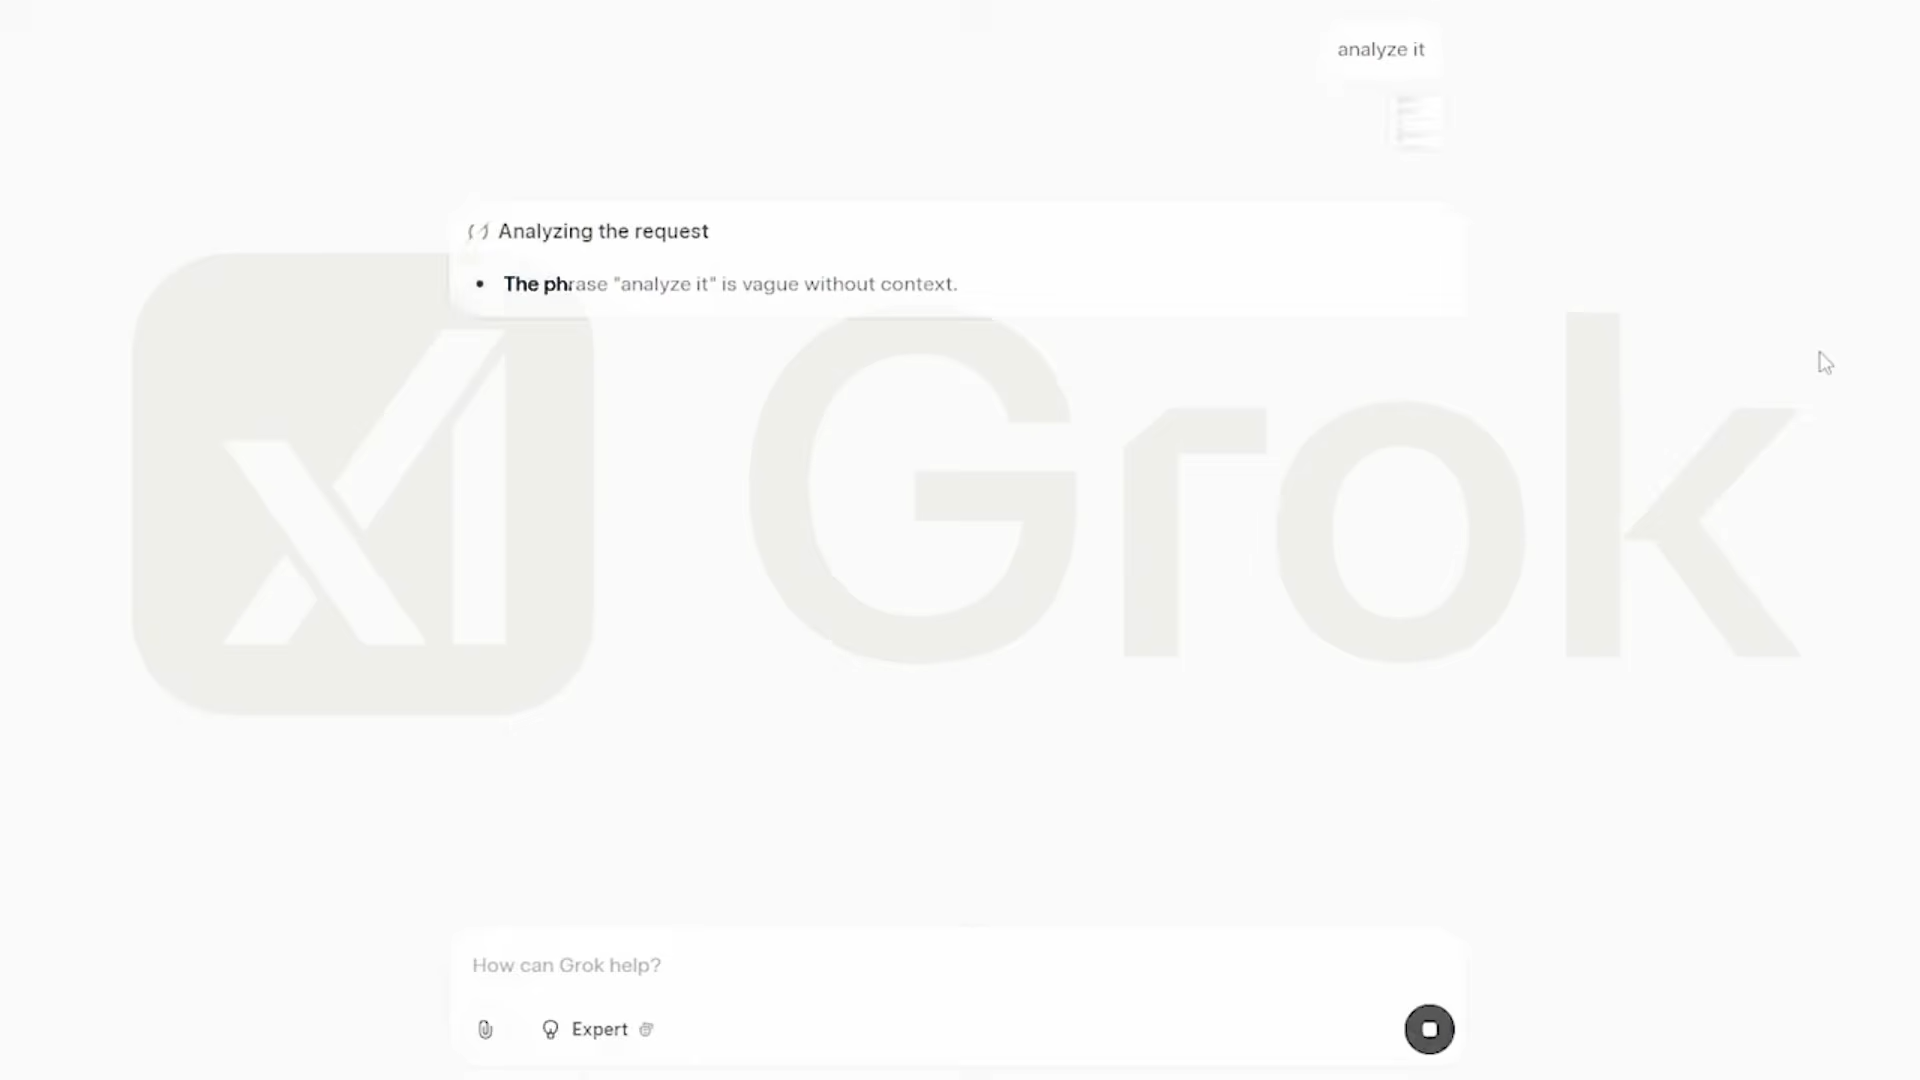 analyze it
Analyzing the request
• The phrase "analyze it" is vague without context.
Grok
How can Grok help?
Expert